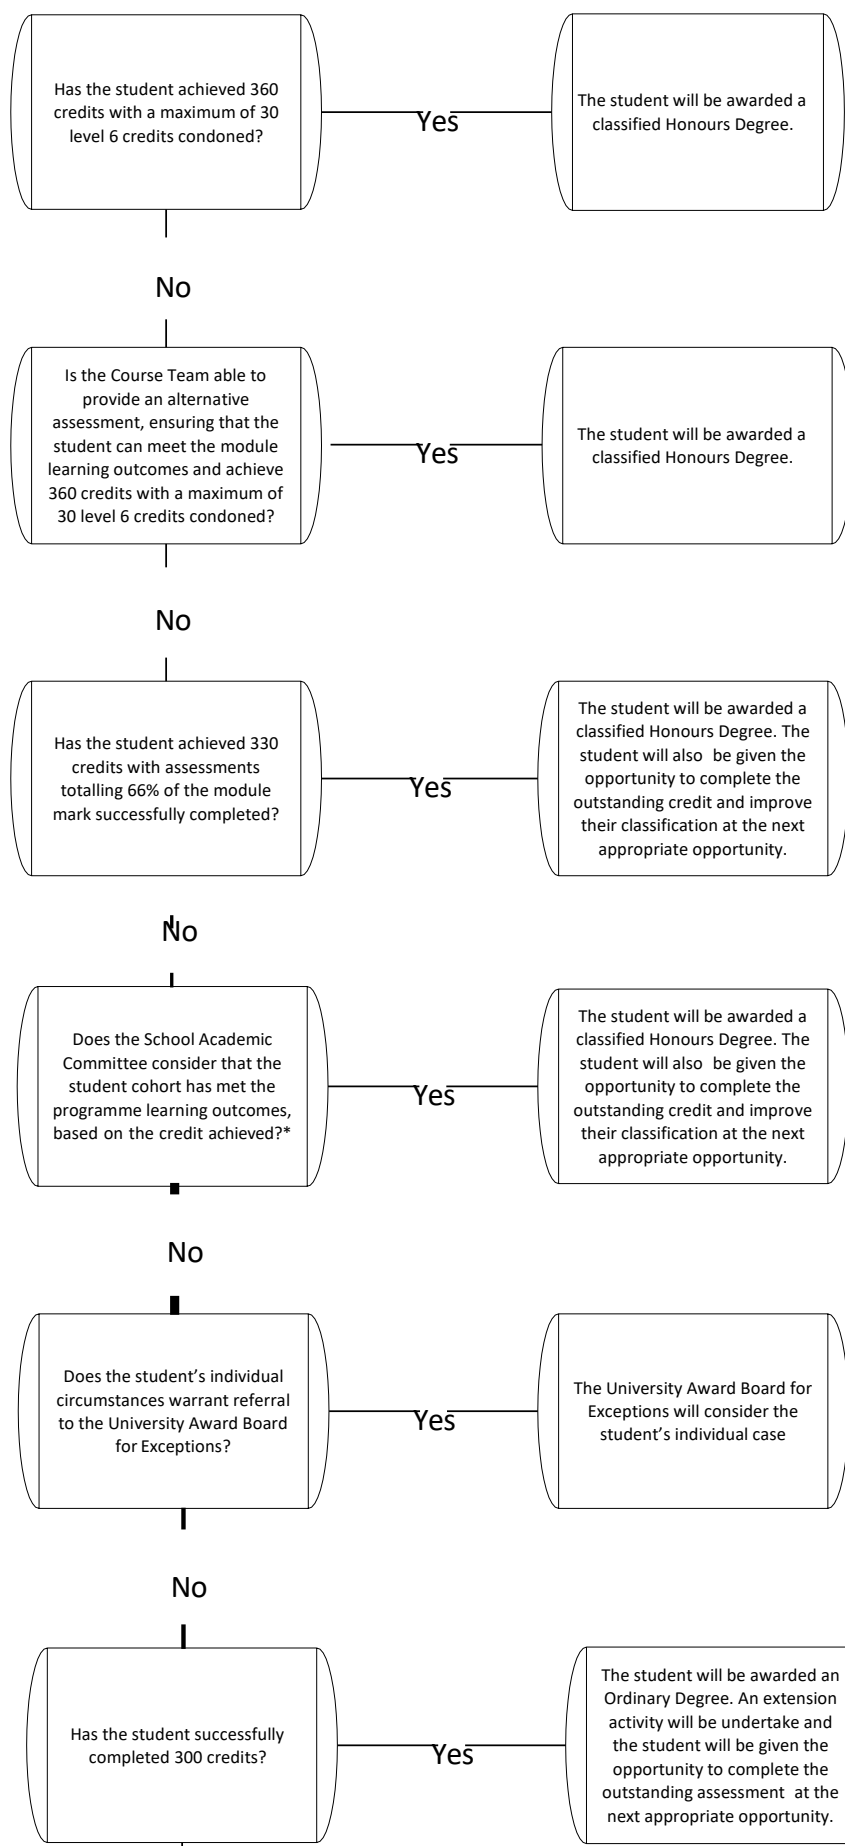 Has the student achieved 360
credits with a maximum of 30
level 6 credits condoned?
Yes
The student will be awarded a
classified Honours Degree.
No
Is the Course Team able to
provide an alternative
assessment, ensuring that the
student can meet the module
learning outcomes and achieve
360 credits with a maximum of
30 level 6 credits condoned?
Yes
The student will be awarded a
classified Honours Degree.
No
Has the student achieved 330
credits with assessments
totalling 66% of the module
mark successfully completed?
Yes
The student will be awarded a
classified Honours Degree. The
student will also be given the
opportunity to complete the
outstanding credit and improve
their classification at the next
appropriate opportunity.
No
Does the School Academic
Committee consider that the
student cohort has met the
programme learning outcomes,
based on the credit achieved?*
Yes
The student will be awarded a
classified Honours Degree. The
student will also be given the
opportunity to complete the
outstanding credit and improve
their classification at the next
appropriate opportunity.
No
Does the student’s individual
circumstances warrant referral
to the University Award Board
for Exceptions?
Yes
The University Award Board for
Exceptions will consider the
student’s individual case
No
Has the student successfully
completed 300 credits?
Yes
The student will be awarded an
Ordinary Degree. An extension
activity will be undertake and
the student will be given the
opportunity to complete the
outstanding assessment at the
next appropriate opportunity.